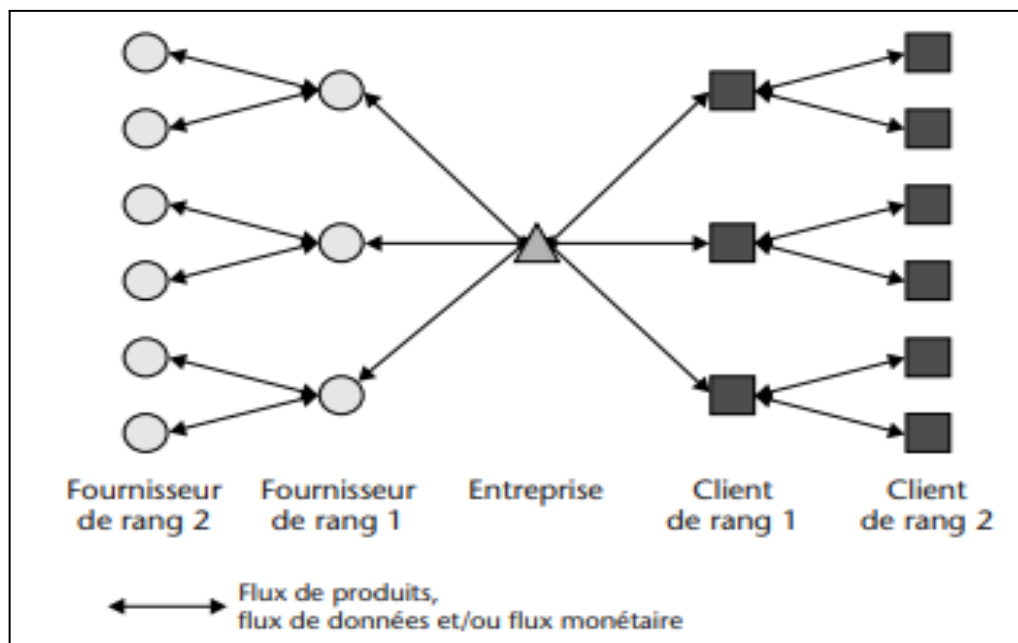 Fournisseur Fournisseur Entreprise Client Client
de rang 2 de rang 1 de rang 1 de rang 2
Flux de produits,
flux de données et/ou flux monétaire